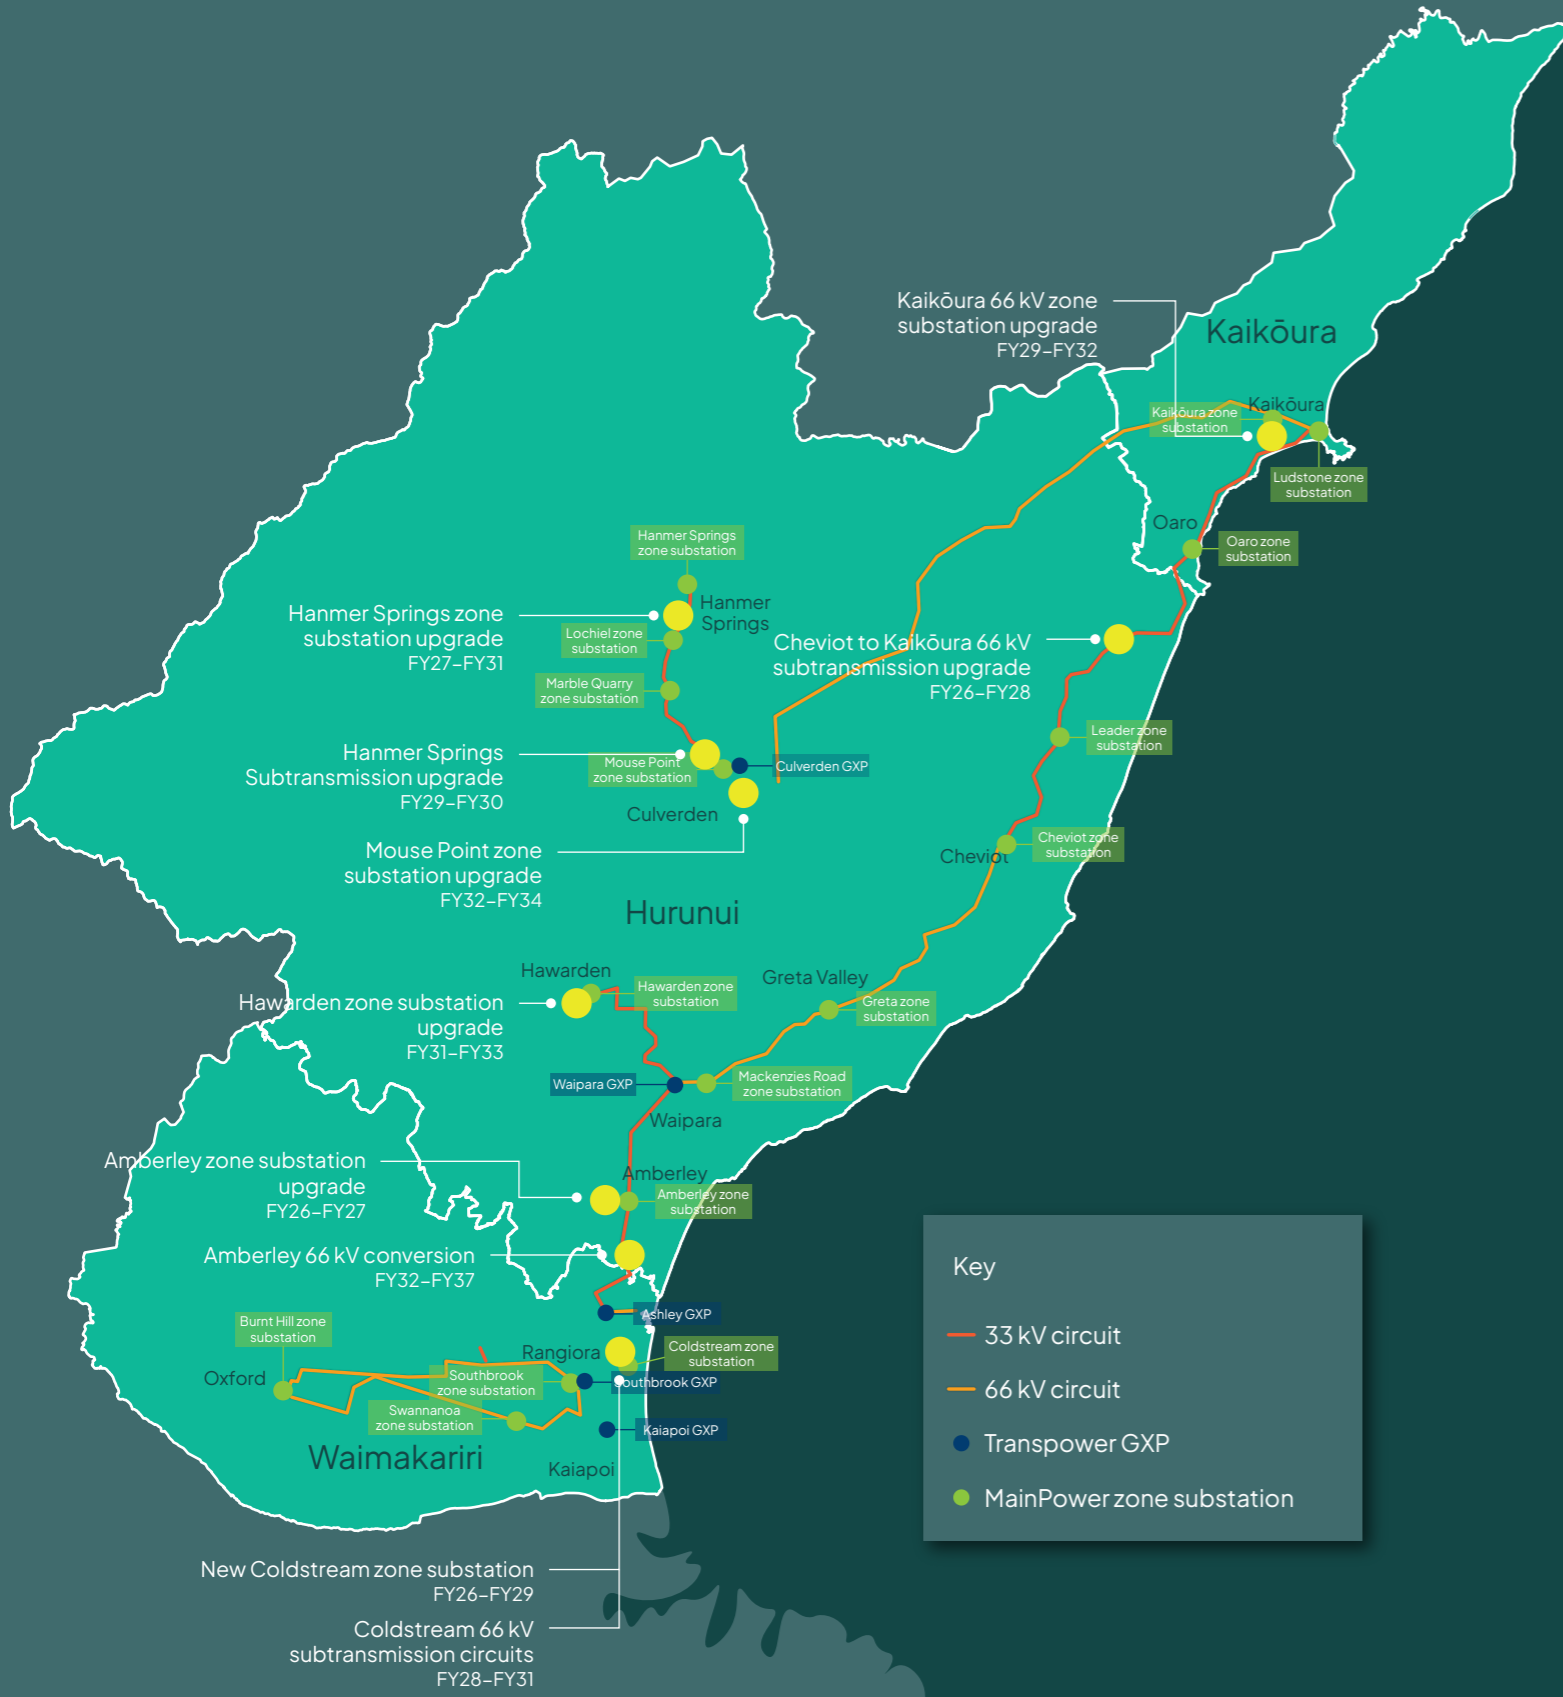 Kaikōura 66 kV zone
substation upgrade
FY29–FY32
Kaikōura
Kaikōura zone
substation
Kaikōura
Ludstone zone
substation
Oaro
Oaro zone
substation
Hanmer Springs
zone substation
Hanmer
Springs
Hanmer Springs zone
substation upgrade
FY27–FY31
Lochiel zone
substation
Cheviot to Kaikōura 66 kV
subtransmission upgrade
FY26–FY28
Marble Quarry
zone substation
Leader zone
substation
Hanmer Springs
Subtransmission upgrade
FY29–FY30
Mouse Point
zone substation
Culverden GXP
Culverden
Mouse Point zone
substation upgrade
FY32–FY34
Cheviot zone
substation
Cheviot
Hurunui
Hawarden
Hawarden zone
substation
Greta Valley
Greta zone
substation
Hawarden zone substation
upgrade
FY31–FY33
Waipara GXP
Mackenzies Road
zone substation
Waipara
Amberley zone substation
upgrade
FY26–FY27
Amberley
Amberley zone
substation
Amberley 66 kV conversion
FY32–FY37
Ashley GXP
Burnt Hill zone
substation
Rangiora
Coldstream zone
substation
Oxford
Southbrook
zone substation
Southbrook GXP
Swannanoa
zone substation
Kaiapoi GXP
Waimakariri
Kaiapoi
New Coldstream zone substation
FY26–FY29
Coldstream 66 kV
subtransmission circuits
FY28–FY31
Key
33 kV circuit
66 kV circuit
Transpower GXP
MainPower zone substation